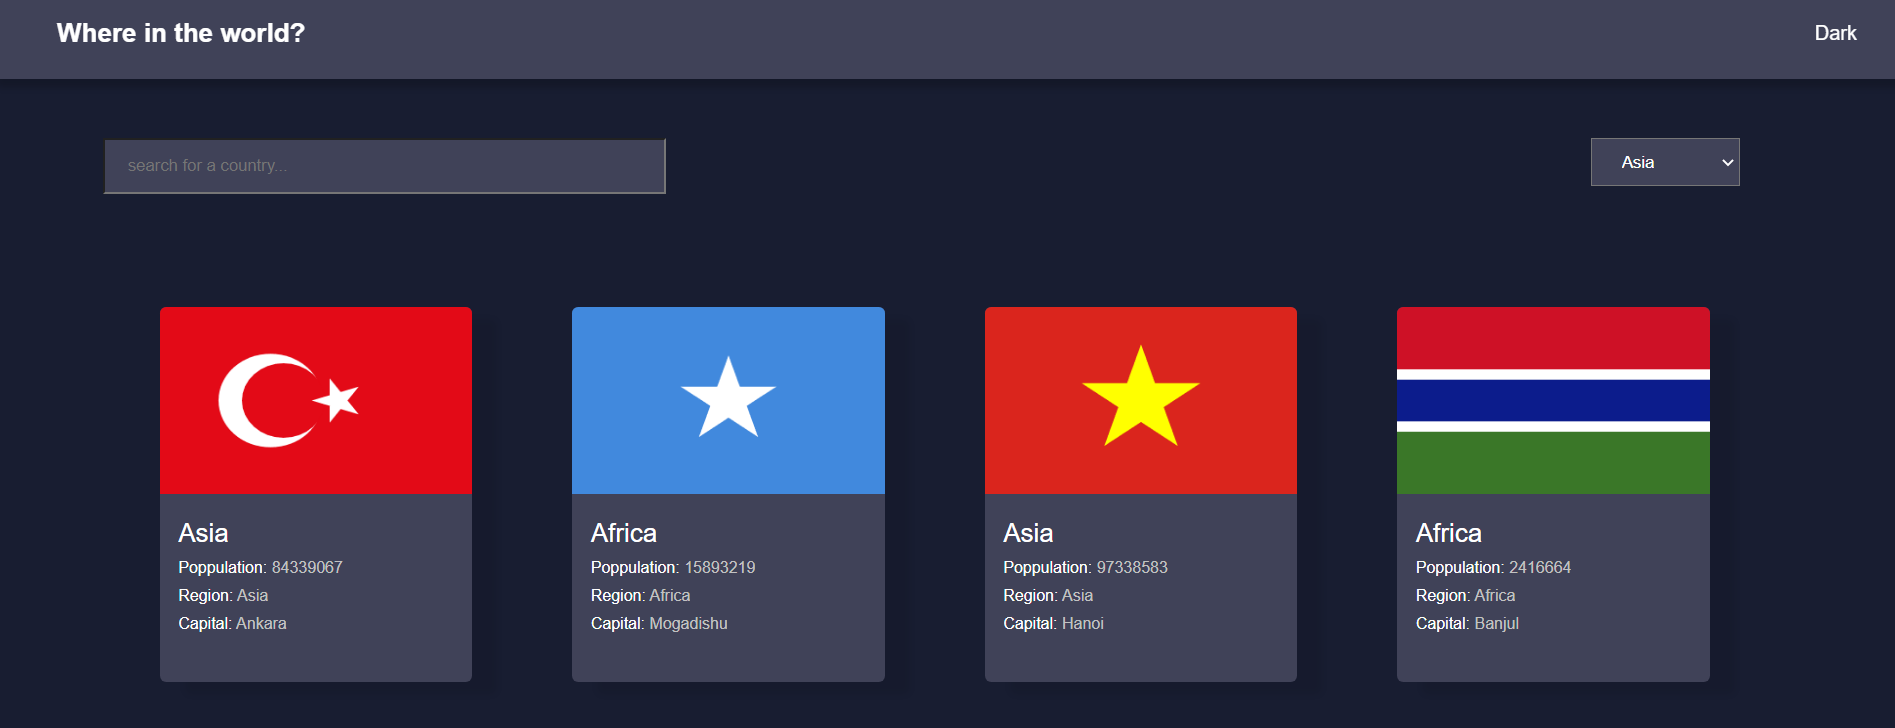 Where in the world?
Dark
search for a country...
Asia
Asia
Poppulation: 84339067
Region: Asia
Capital: Ankara
Africa
Poppulation: 15893219
Region: Africa
Capital: Mogadishu
Asia
Poppulation: 97338583
Region: Asia
Capital: Hanoi
Africa
Poppulation: 2416664
Region: Africa
Capital: Banjul